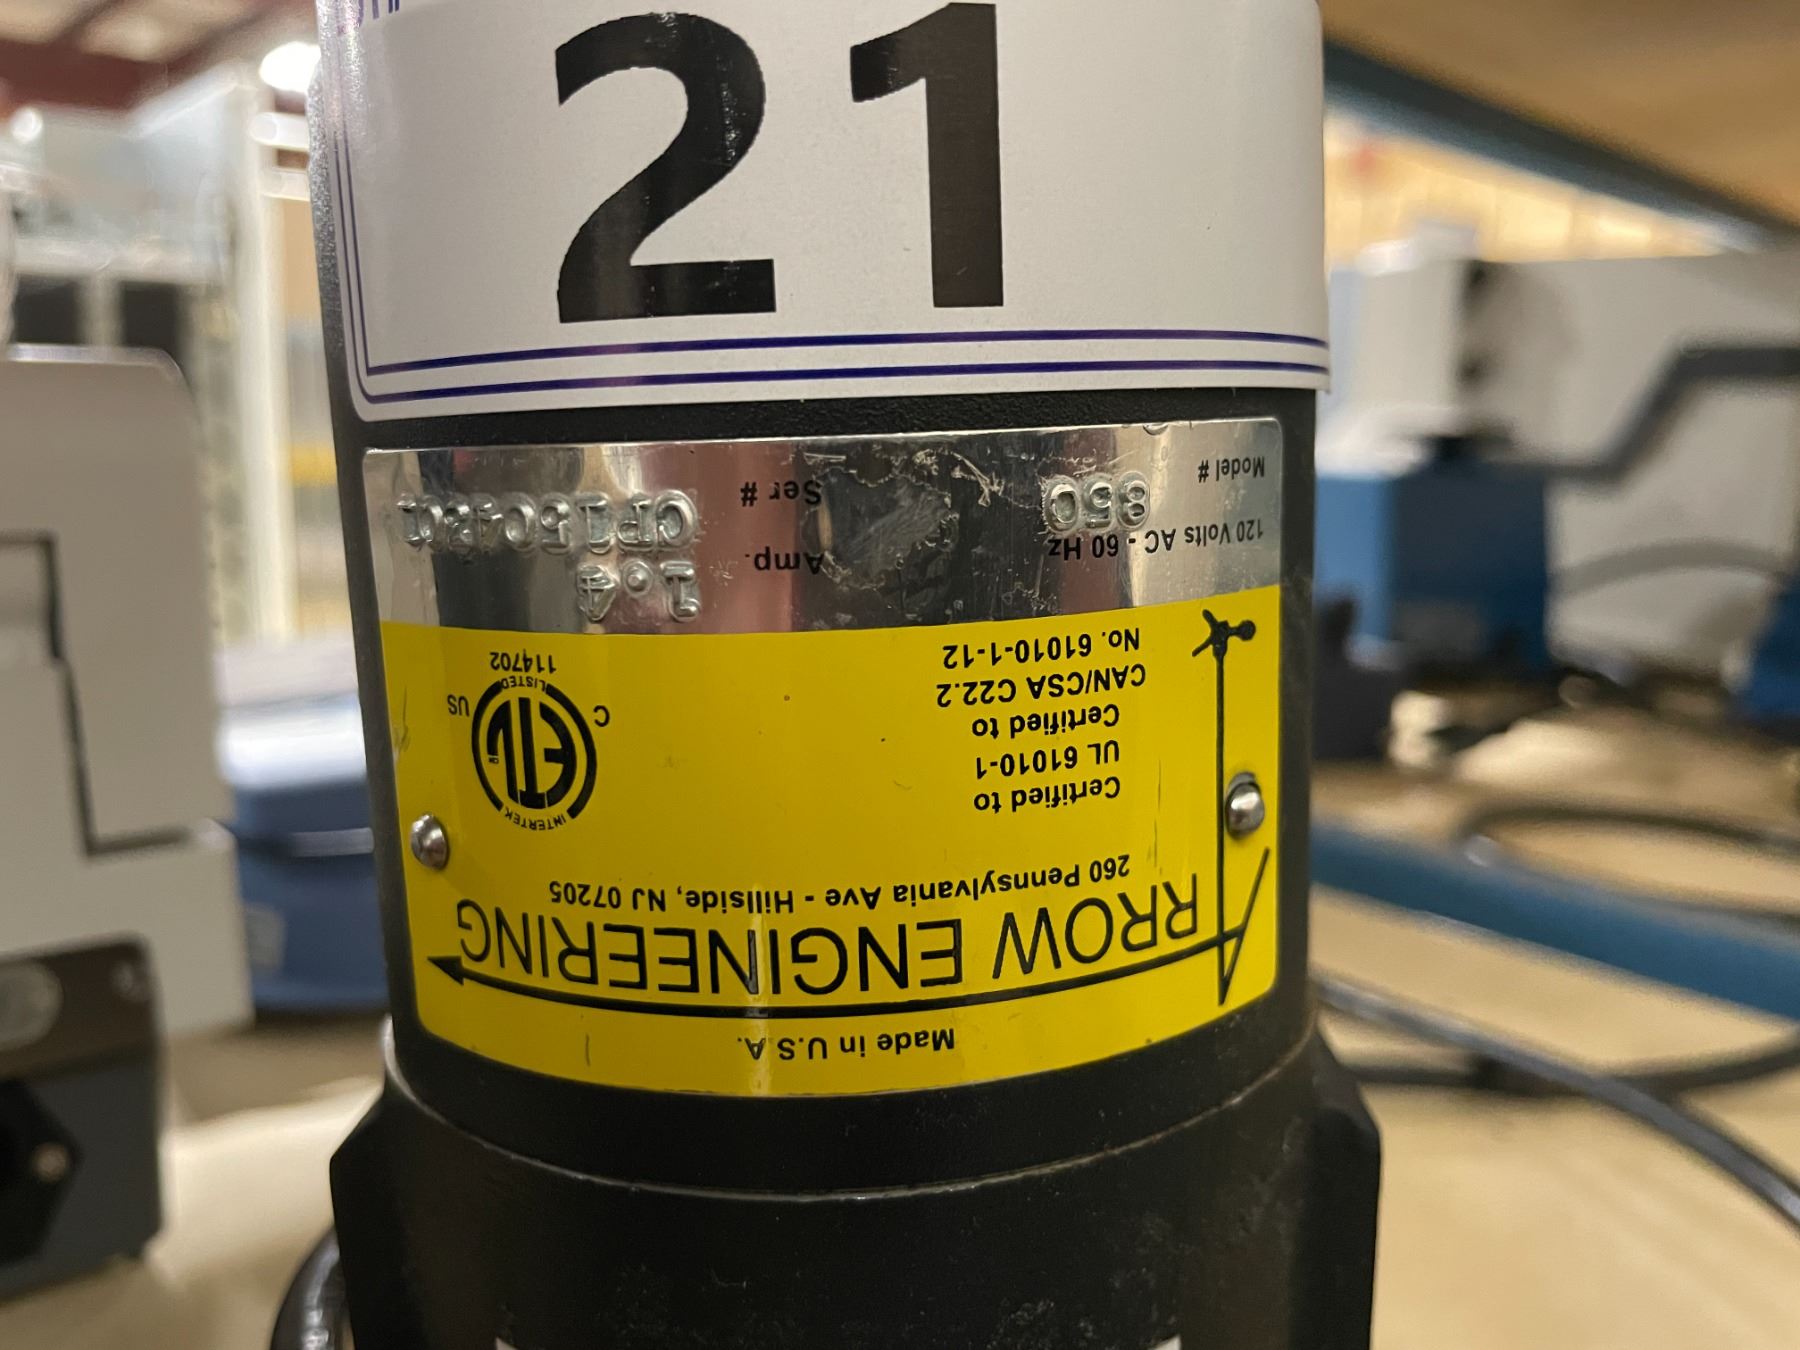 21
Made in U.S.A.
ARROW ENGINEERING
260 Pennsylvania Ave - Hillside, NJ 07205
Certified to
UL 61010-1
Certified to
CAN/CSA C22.2
No. 61010-1-12
INTERTEK
ETL
C US
LISTED
114702
120 Volts AC - 60 Hz
Amp. 1.4
Model # 850
Ser #